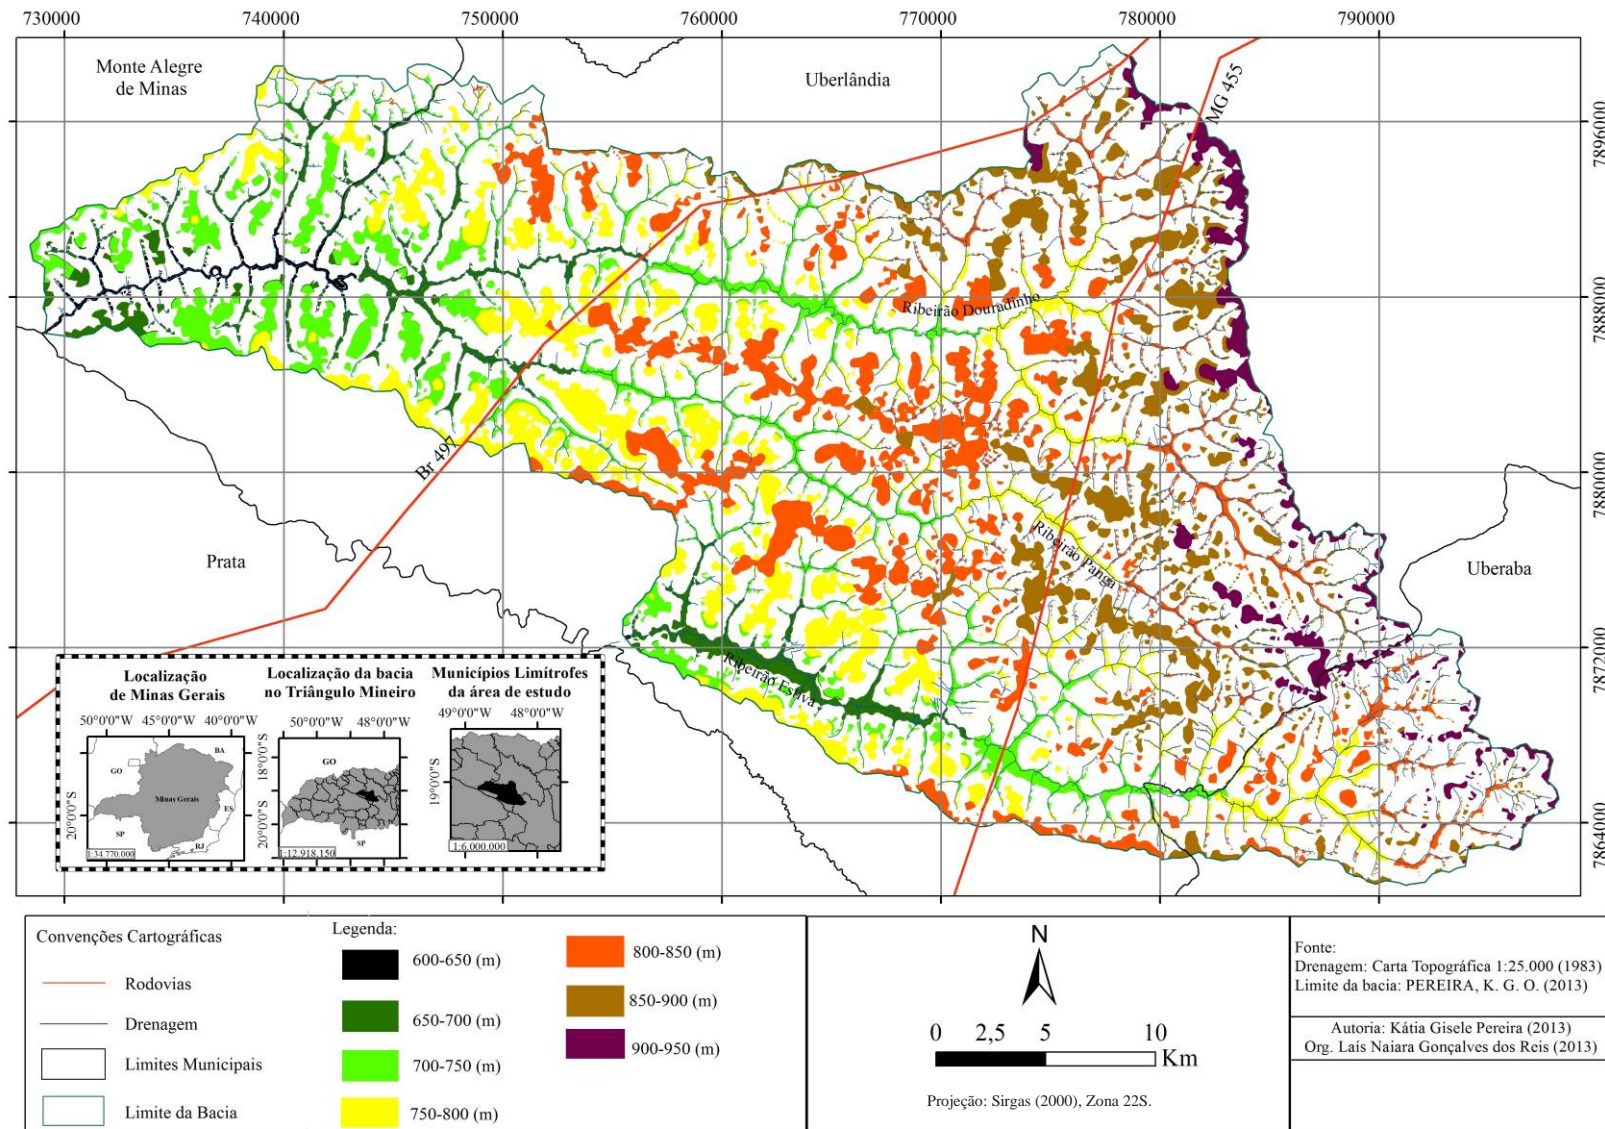 730000
740000
750000
760000
770000
780000
790000
Monte Alegre
de Minas
Uberlândia
MG 455
7896000
7888000
Ribeirão Douradinho
Br 497
7880000
Ribeirão Panga
Prata
Uberaba
7872000
Ribeirão Estiva
7864000
Localização
de Minas Gerais
50°0'0"W
45°0'0"W
40°0'0"W
20°0'0"S
BA
GO
Minas Gerais
ES
SP
RJ
1:34.770.000
Localização da bacia
no Triângulo Mineiro
50°0'0"W
48°0'0"W
18°0'0"S
20°0'0"S
GO
SP
1:12.918.150
Municípios Limítrofes
da área de estudo
49°0'0"W
48°0'0"W
19°0'0"S
1:6.000.000
Convenções Cartográficas
Rodovias
Drenagem
Limites Municipais
Limite da Bacia
Legenda:
600-650 (m)
650-700 (m)
700-750 (m)
750-800 (m)
800-850 (m)
850-900 (m)
900-950 (m)
N
0 2,5 5 10
Km
Projeção: Sirgas (2000), Zona 22S.
Fonte:
Drenagem: Carta Topográfica 1:25.000 (1983)
Limite da bacia: PEREIRA, K. G. O. (2013)
Autoria: Kátia Gisele Pereira (2013)
Org. Laís Naiara Gonçalves dos Reis (2013)